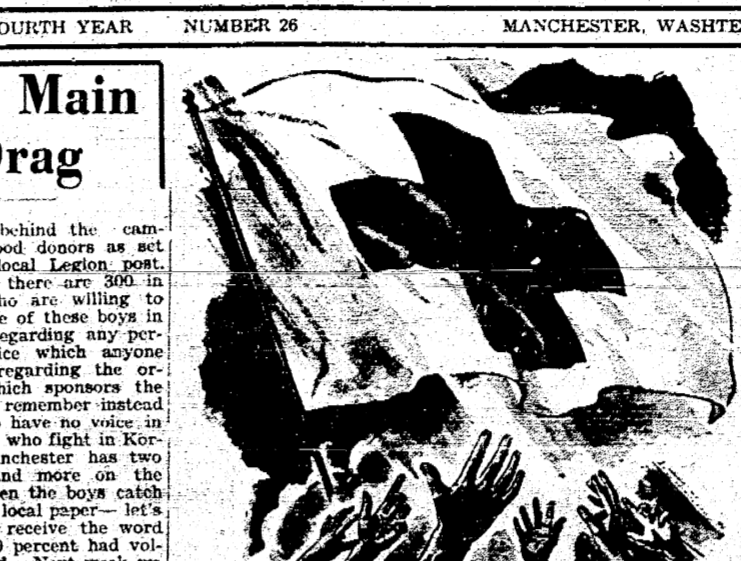 OURTH YEAR NUMBER 26 MANCHESTER, WASHTE
Main
rag
behind the cam-
ood donors as set
local Legion post.
there are 300 in
ho are willing to
e of these boys in
egarding any per-
ice which anyone
regarding the or-
hich sponsors the
remember instead
have no voice in
who fight in Kor-
nchester has two
nd more on the
en the boys catch
local paper— let's
receive the word
percent had vol-